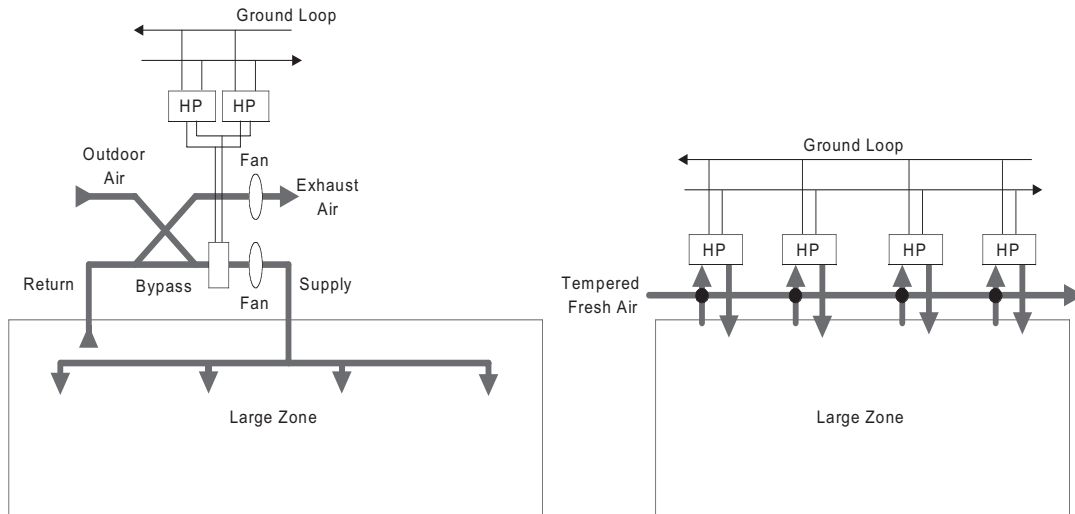 Ground Loop
HP
HP
Outdoor
Air
Fan
Exhaust
Air
Return
Bypass
Fan
Supply
Large Zone
Ground Loop
HP
HP
HP
HP
Tempered
Fresh Air
Large Zone